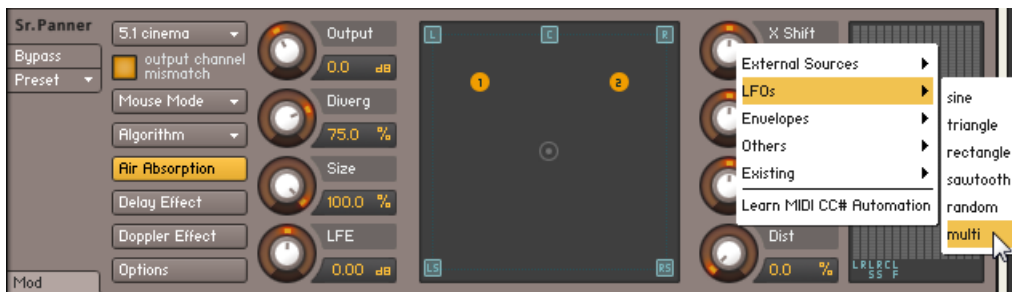 Sr.Panner
Bypass
Preset
Mod
5.1 cinema
output channel
mismatch
Mouse Mode
Algorithm
Air Absorption
Delay Effect
Doppler Effect
Options
Output
0.0 dB
Diverg
75.0 %
Size
100.0 %
LFE
0.00 dB
L
C
R
1
2
LS
RS
X Shift
External Sources
LFOs
Envelopes
Others
Existing
Learn MIDI CC# Automation
sine
triangle
rectangle
sawtooth
random
multi
Dist
0.0 %
LRLRCL
SS F